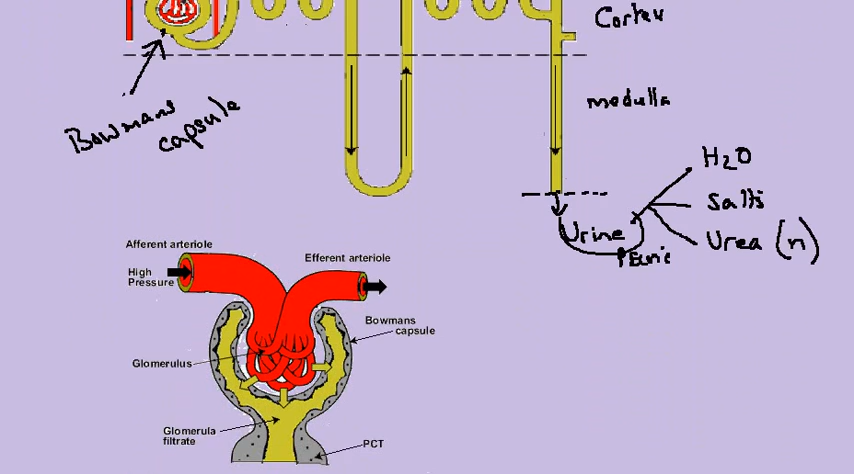 Cortex
medulla
Bowmans
capsule
H2O
Salts
Urine
Urea (n)
Afferent arteriole
High
Pressure
Efferent arteriole
Bowmans
capsule
Glomerulus
Glomerula
filtrate
PCT